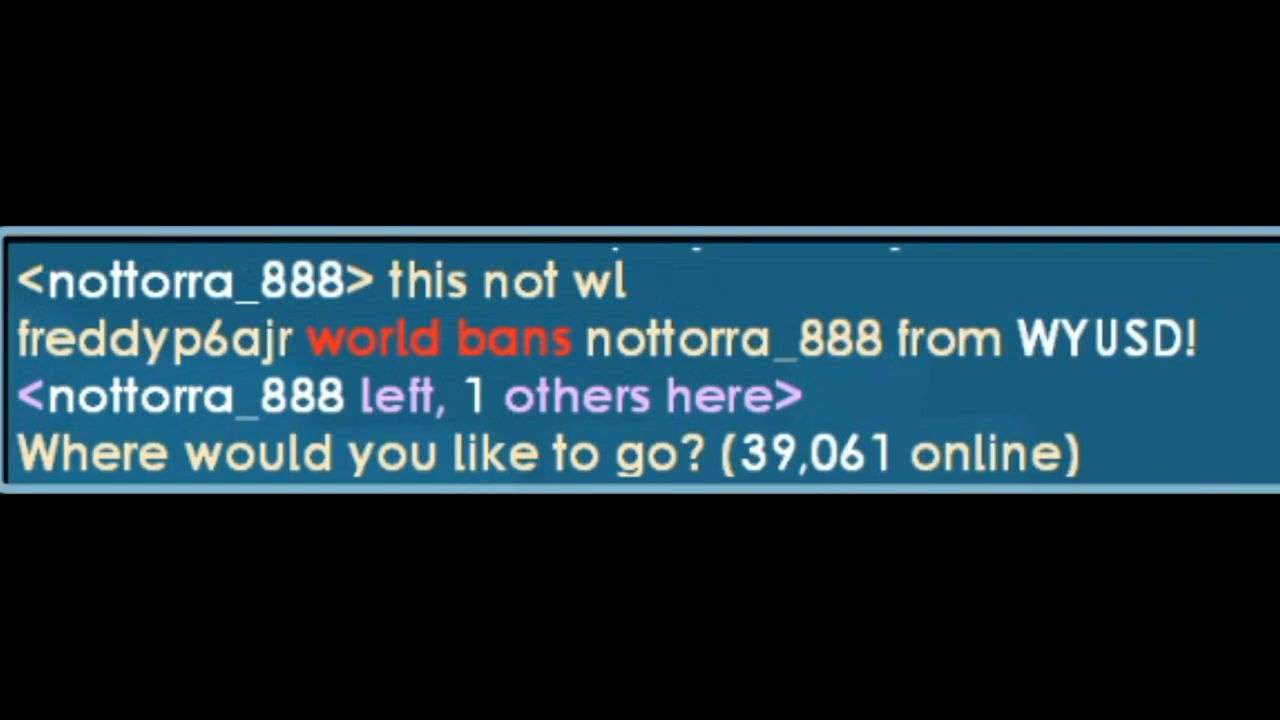 <nottorra_888> this not wl
freddyp6ajr world bans nottorra_888 from WYUSD!
<nottorra_888 left, 1 others here>
Where would you like to go? (39,061 online)